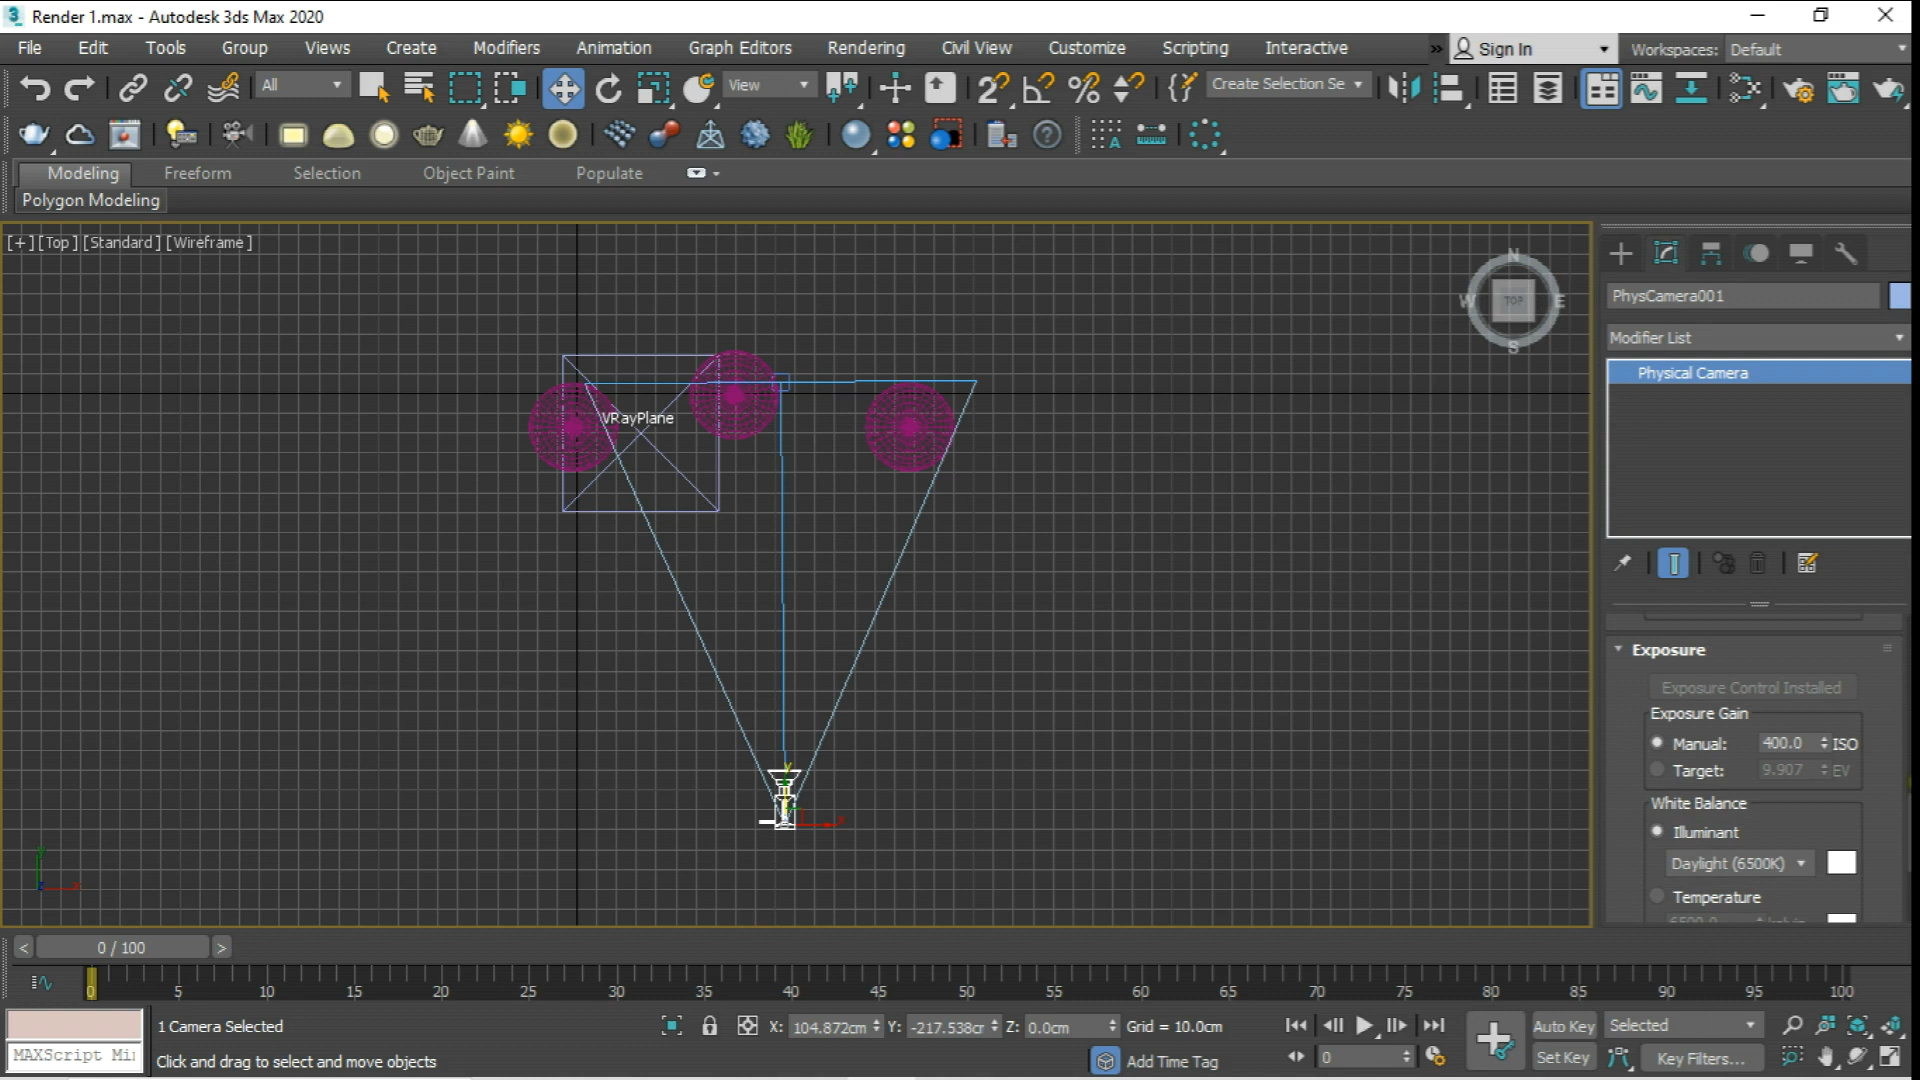 Render 1.max - Autodesk 3ds Max 2020
File Edit Tools Group Views Create Modifiers Animation Graph Editors Rendering Civil View Customize Scripting Interactive
Sign In
Workspaces: Default
All
View
Create Selection Se
Modeling Freeform Selection Object Paint Populate
Polygon Modeling
[+] [Top] [Standard] [Wireframe]
N
W TOP E
S
VRayPlane
y
x
PhysCamera001
Modifier List
Physical Camera
Exposure
Exposure Control Installed
Exposure Gain
Manual: 400.0 ISO
Target: 9.907 EV
White Balance
Illuminant
Daylight (6500K)
Temperature
< 0 / 100 >
0 5 10 15 20 25 30 35 40 45 50 55 60 65 70 75 80 85 90 95 100
1 Camera Selected
X: 104.872cm Y: -217.538cm Z: 0.0cm Grid = 10.0cm
Auto Key Selected
MAXScript Mi
Click and drag to select and move objects
Add Time Tag
0
Set Key Key Filters...